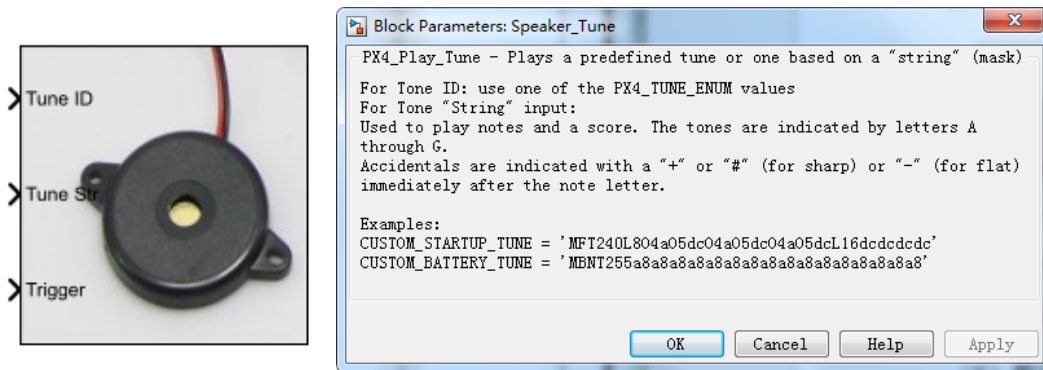 Tune ID
Tune Str
Trigger
Block Parameters: Speaker_Tune
PX4_Play_Tune - Plays a predefined tune or one based on a "string" (mask)
For Tone ID: use one of the PX4_TUNE_ENUM values
For Tone "String" input:
Used to play notes and a score. The tones are indicated by letters A
through G.
Accidentals are indicated with a "+" or "#" (for sharp) or "-" (for flat)
immediately after the note letter.
Examples:
CUSTOM_STARTUP_TUNE = 'MFT240L8O4aO5dcO4aO5dcO4aO5dcL16dcdcdcdc'
CUSTOM_BATTERY_TUNE = 'MBNT255a8a8a8a8a8a8a8a8a8a8a8a8a8a8a8a8a8'
OK
Cancel
Help
Apply